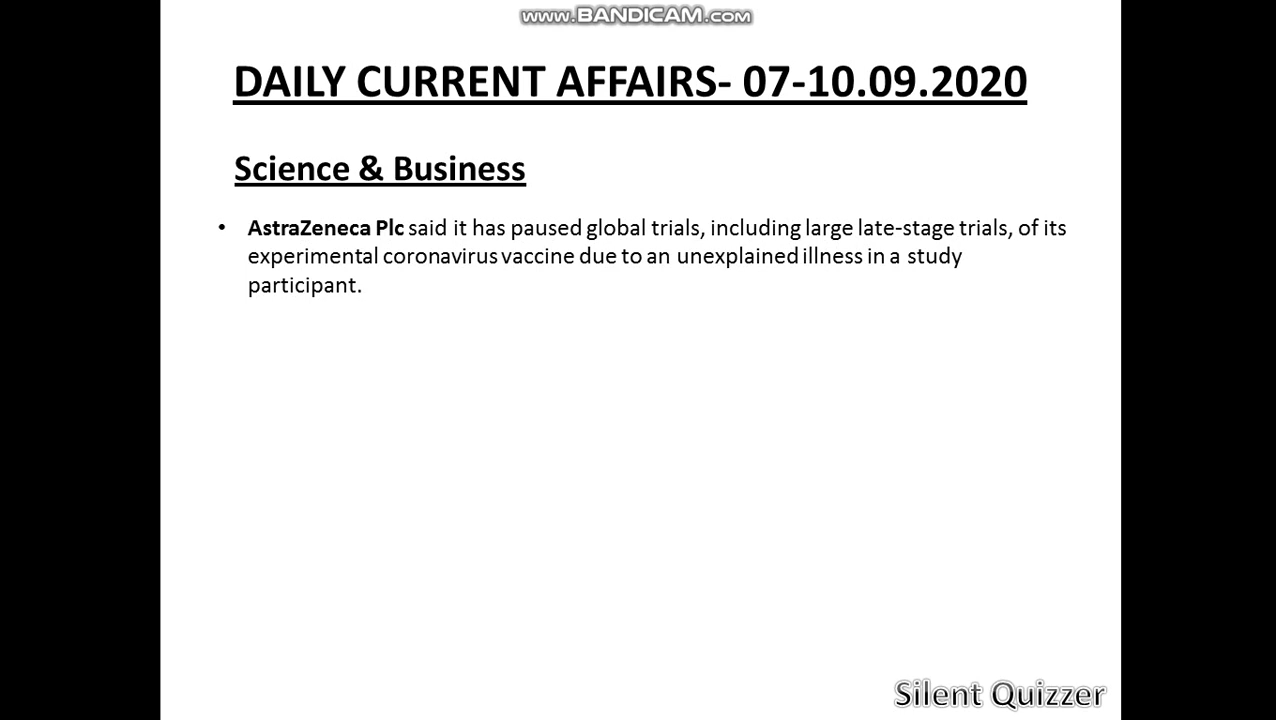 www.BANDICAM.com
DAILY CURRENT AFFAIRS- 07-10.09.2020
Science & Business
• AstraZeneca Plc said it has paused global trials, including large late-stage trials, of its
experimental coronavirus vaccine due to an unexplained illness in a study
participant.
Silent Quizzer